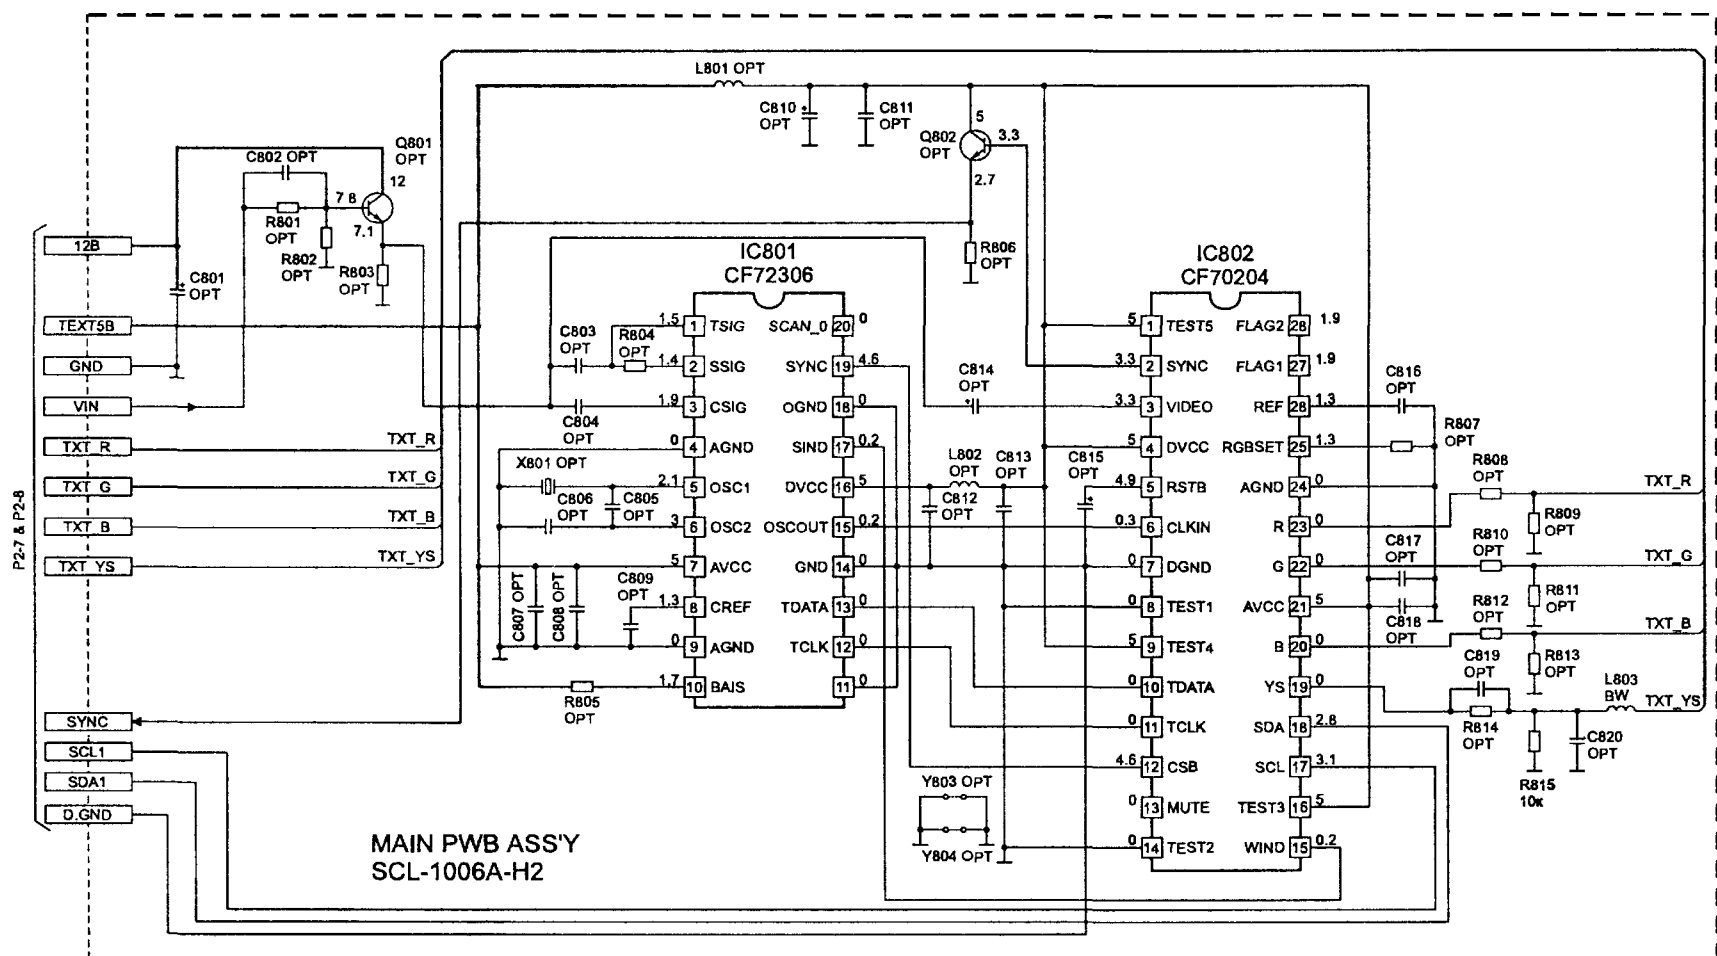 L801 OPT
C810
OPT
C811
OPT
5
Q802
OPT
3.3
2.7
R806
OPT
Q801
OPT
12
C802 OPT
7 8
R801
OPT
7.1
R802
OPT
R803
OPT
C801
OPT
P2-7 & P2-8
12B
TEXT5B
GND
VIN
TXT R
TXT G
TXT B
TXT YS
SYNC
SCL1
SDA1
D.GND
TXT_R
TXT_G
TXT_B
TXT_YS
C803
OPT
R804
OPT
C804
OPT
X801 OPT
C806
OPT
C805
OPT
C807 OPT
C808 OPT
C809
OPT
R805
OPT
IC801
CF72306
1.5 1 TSIG
1.4 2 SSIG
1.9 3 CSIG
0 4 AGND
2.1 5 OSC1
3 6 OSC2
5 7 AVCC
1.3 8 CREF
0 9 AGND
1.7 10 BAIS
SCAN_0 20 0
SYNC 19 4.6
OGND 18 0
SIND 17 0.2
DVCC 16 5
OSCOUT 15 0.2
GND 14 0
TDATA 13 0
TCLK 12 0
11 0
C814
OPT
L802
OPT
C813
OPT
C812
OPT
C815
OPT
Y803 OPT
Y804 OPT
IC802
CF70204
5 1 TEST5
3.3 2 SYNC
3.3 3 VIDEO
5 4 DVCC
4.9 5 RSTB
0.3 6 CLKIN
0 7 DGND
0 8 TEST1
5 9 TEST4
0 10 TDATA
0 11 TCLK
4.6 12 CSB
0 13 MUTE
0 14 TEST2
FLAG2 28 1.9
FLAG1 27 1.9
REF 28 1.3
RGBSET 25 1.3
AGND 24 0
R 23 0
G 22 0
AVCC 21 5
B 20 0
YS 19 0
SDA 18 2.8
SCL 17 3.1
TEST3 16 5
WIND 15 0.2
C816
OPT
R807
OPT
R808
OPT
TXT_R
R809
OPT
C817
OPT
R810
OPT
TXT_G
R811
OPT
C818
OPT
R812
OPT
TXT_B
R813
OPT
C819
OPT
L803
BW
TXT_YS
R814
OPT
C820
OPT
R815
10к
MAIN PWB ASS'Y
SCL-1006A-H2